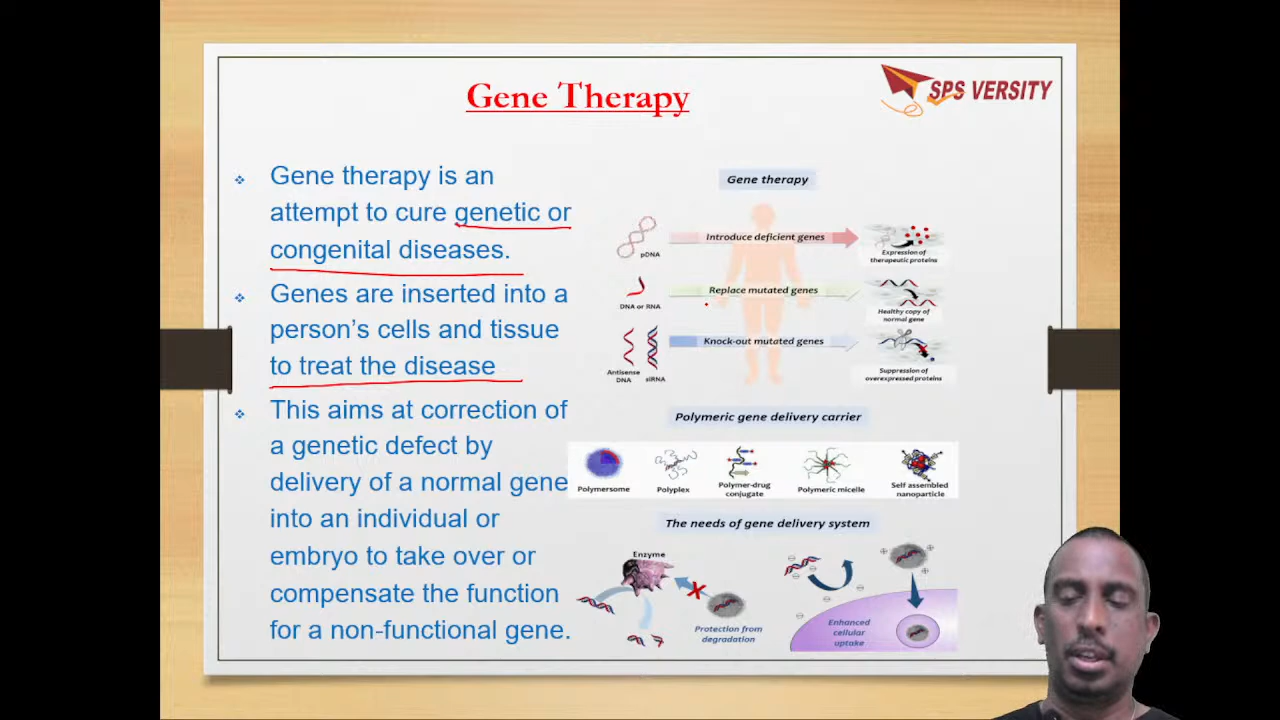 Gene Therapy
SPS VERSITY
Gene therapy is an
attempt to cure genetic or
congenital diseases.
Genes are inserted into a
person's cells and tissue
to treat the disease
This aims at correction of
a genetic defect by
delivery of a normal gene
into an individual or
embryo to take over or
compensate the function
for a non-functional gene.
Gene therapy
pDNA
Introduce deficient genes
Expression of
therapeutic proteins
DNA or RNA
Replace mutated genes
Healthy copy of
normal gene
Antisense
DNA
siRNA
Knock-out mutated genes
Suppression of
overexpressed proteins
Polymeric gene delivery carrier
Polymersome
Polyplex
Polymer-drug
conjugate
Polymeric micelle
Self assembled
nanoparticle
The needs of gene delivery system
Enzyme
Protection from
degradation
Enhanced
cellular
uptake